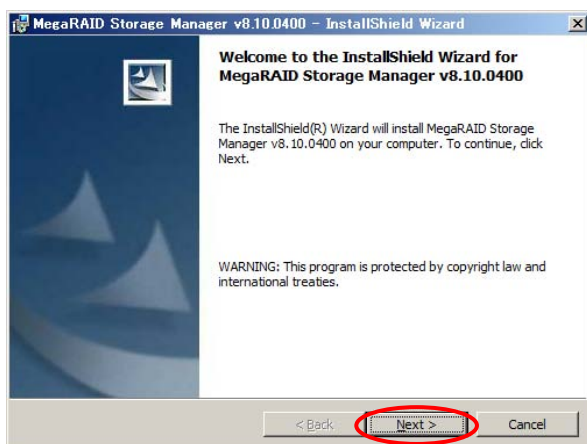 MegaRAID Storage Manager v8.10.0400 - InstallShield Wizard
Welcome to the InstallShield Wizard for
MegaRAID Storage Manager v8.10.0400
The InstallShield(R) Wizard will install MegaRAID Storage
Manager v8.10.0400 on your computer. To continue, click
Next.
WARNING: This program is protected by copyright law and
international treaties.
< Back Next > Cancel